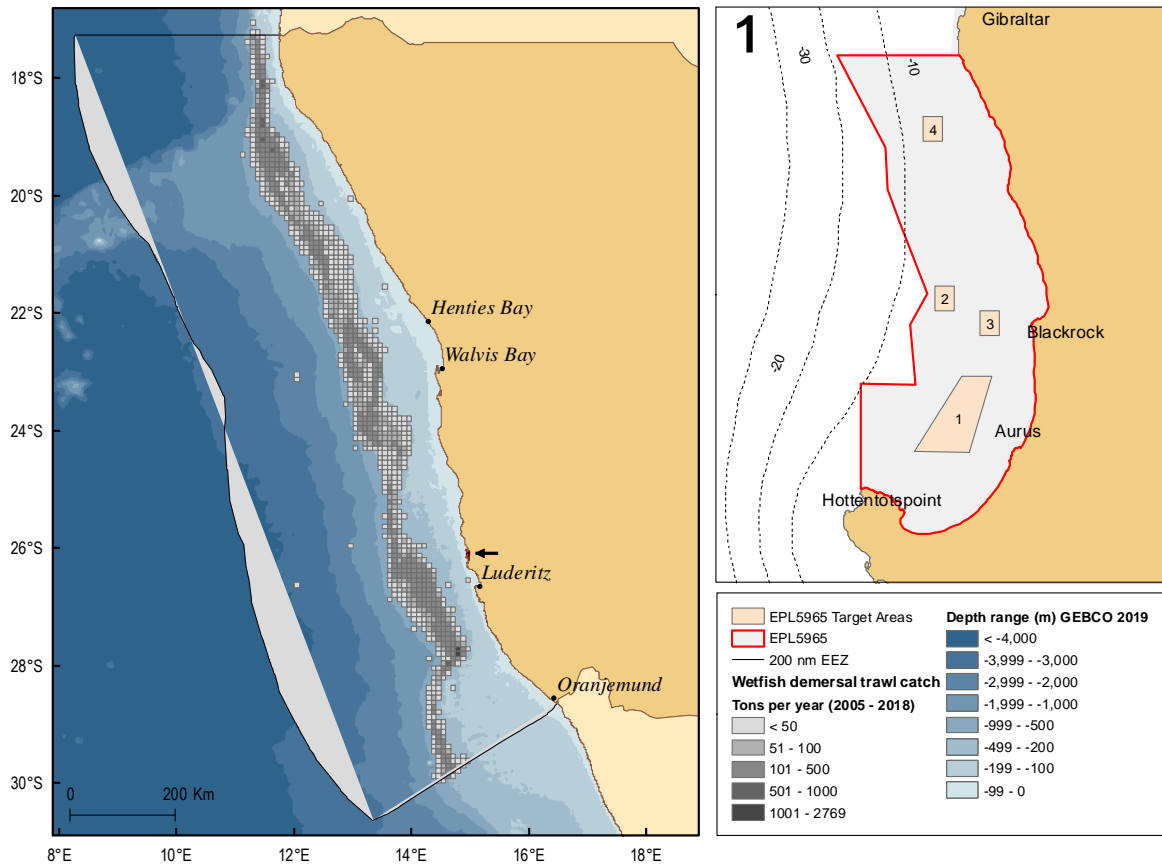 18°S
20°S
22°S
24°S
26°S
28°S
30°S
8°E
10°E
12°E
14°E
16°E
18°E
Henties Bay
Walvis Bay
Luderitz
Oranjemund
0
200 Km
1
Gibraltar
-30
-10
-20
4
2
3
1
Blackrock
Aurus
Hottentotspoint
EPL5965 Target Areas
EPL5965
200 nm EEZ
Wetfish demersal trawl catch
Tons per year (2005 - 2018)
< 50
51 - 100
101 - 500
501 - 1000
1001 - 2769
Depth range (m) GEBCO 2019
< -4,000
-3,999 - -3,000
-2,999 - -2,000
-1,999 - -1,000
-999 - -500
-499 - -200
-199 - -100
-99 - 0